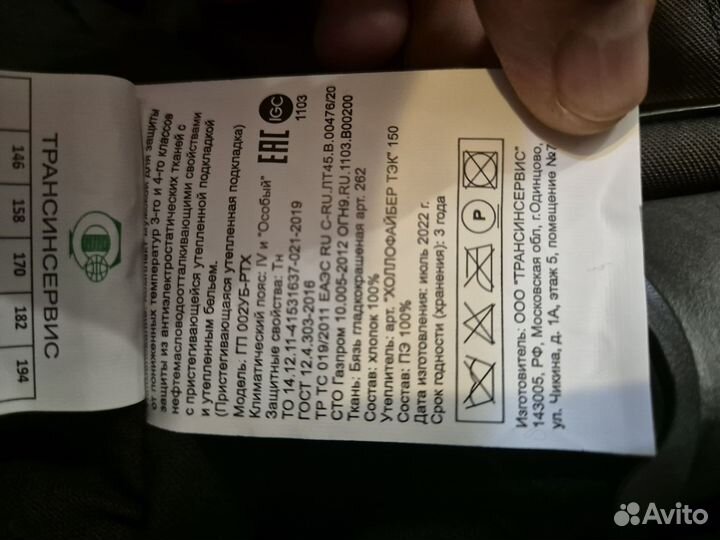 ТРАНСИНСЕРВИС
146
158
170
182
194
от пониженных температур 3-го и 4-го классов
защиты из антиэлектростатических тканей с
нефтемасловодоотталкивающими свойствами
с пристегивающейся утепленной подкладкой
и утепленным бельем.
(Пристегивающаяся утепленная подкладка)
Модель: ГП 002УБ-РТХ
Климатический пояс: IV и "Особый"
Защитные свойства: Тн
ТО 14.12.11-41531637-021-2019
ГОСТ 12.4.303-2016
ТР ТС 019/2011 ЕАЭС RU C-RU.ЛТ45.В.00476/20
СТО Газпром 10.005-2012 ОГН9.RU.1103.В00200
Ткань: Бязь гладкокрашеная арт. 262
Состав: хлопок 100%
Утеплитель: арт. "ХОЛЛОФАЙБЕР ТЭК" 150
Состав: ПЭ 100%
Дата изготовления: июль 2022 г.
Срок годности (хранения): 3 года
EAC
IGC
1103
P
Изготовитель: ООО "ТРАНСИНСЕРВИС"
143005, РФ, Московская обл, г.Одинцово,
ул. Чикина, д. 1А, этаж 5, помещение №7
Avito